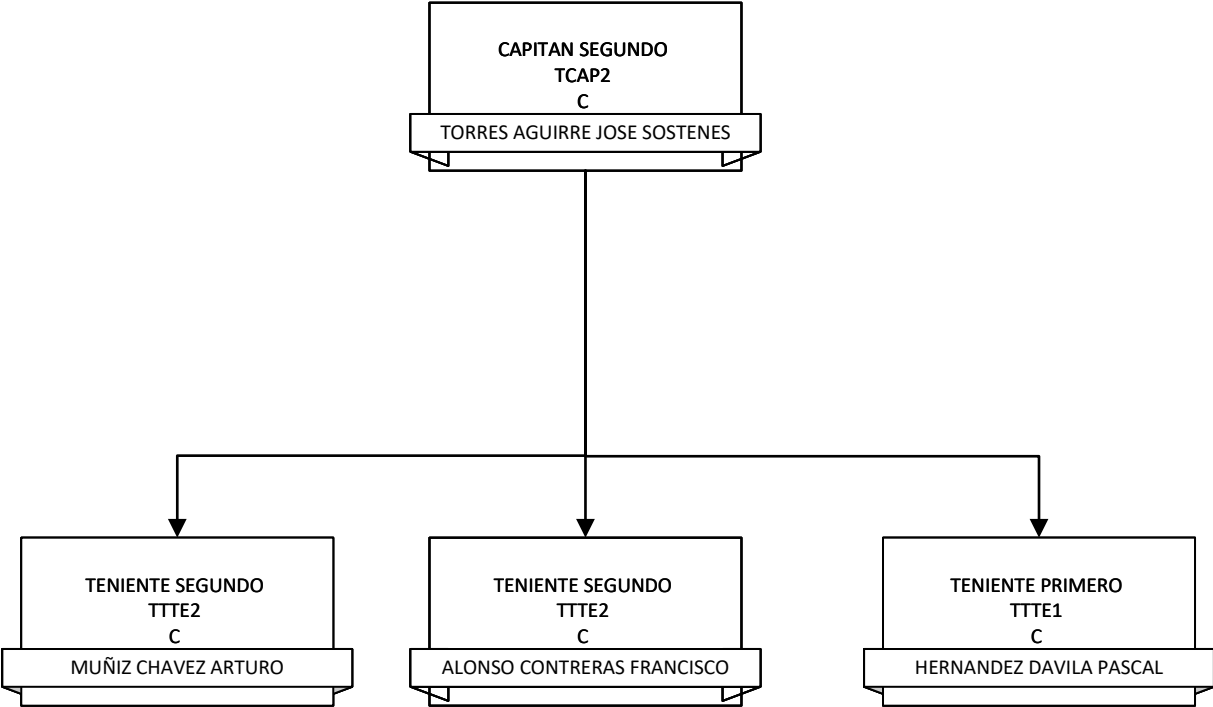 CAPITAN SEGUNDO
TCAP2
C
TORRES AGUIRRE JOSE SOSTENES
TENIENTE SEGUNDO
TTTE2
C
MUÑIZ CHAVEZ ARTURO
TENIENTE SEGUNDO
TTTE2
C
ALONSO CONTRERAS FRANCISCO
TENIENTE PRIMERO
TTTE1
C
HERNANDEZ DAVILA PASCAL